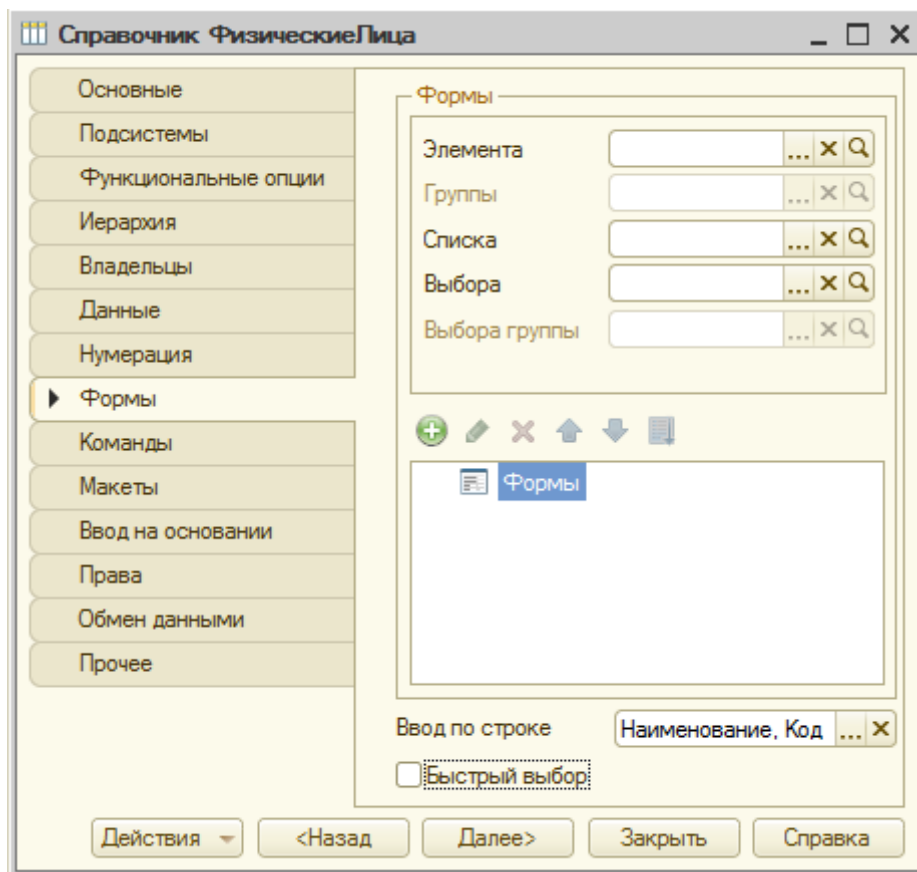 Справочник ФизическиеЛица
Основные
Подсистемы
Функциональные опции
Иерархия
Владельцы
Данные
Нумерация
Формы
Команды
Макеты
Ввод на основании
Права
Обмен данными
Прочее
Формы
Элемента
Группы
Списка
Выбора
Выбора группы
Формы
Ввод по строке Наименование, Код ...
Быстрый выбор
Действия <Назад Далее> Закрыть Справка